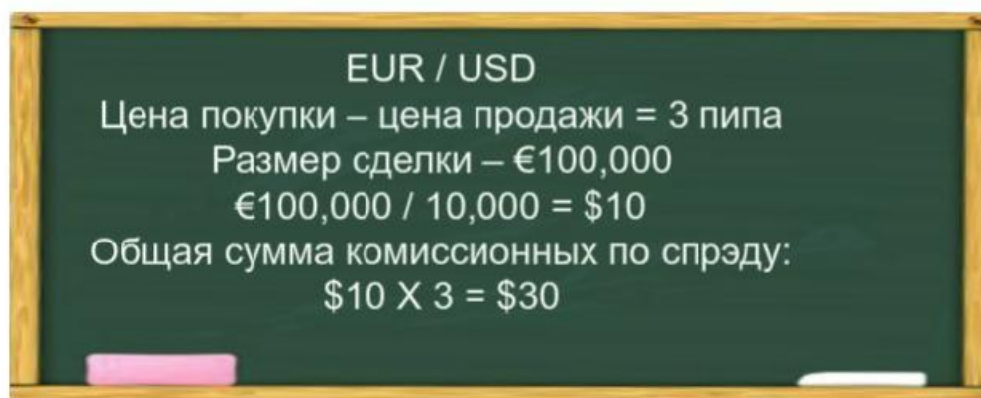 EUR / USD
Цена покупки – цена продажи = 3 пипа
Размер сделки – €100,000
€100,000 / 10,000 = $10
Общая сумма комиссионных по спрэду:
$10 X 3 = $30